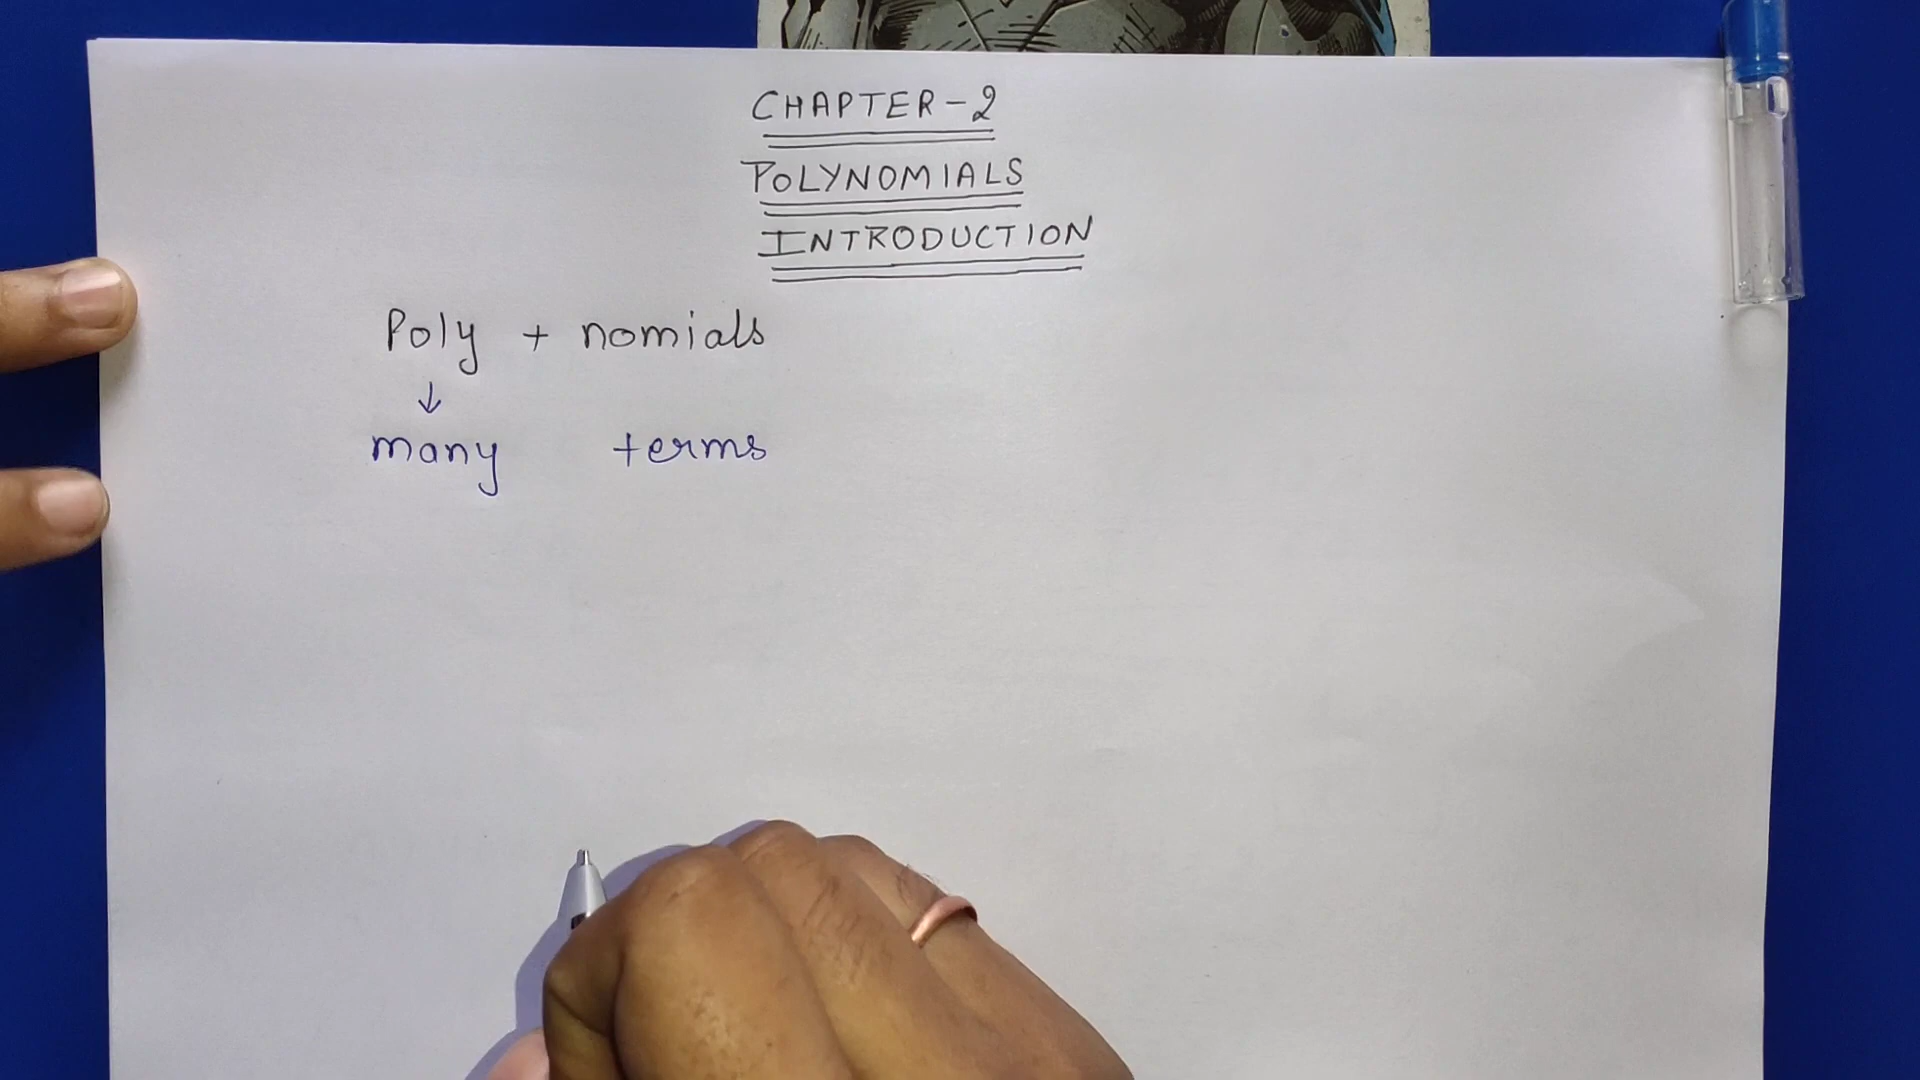 CHAPTER-2
POLYNOMIALS
INTRODUCTION
Poly + nomials
↓
many terms